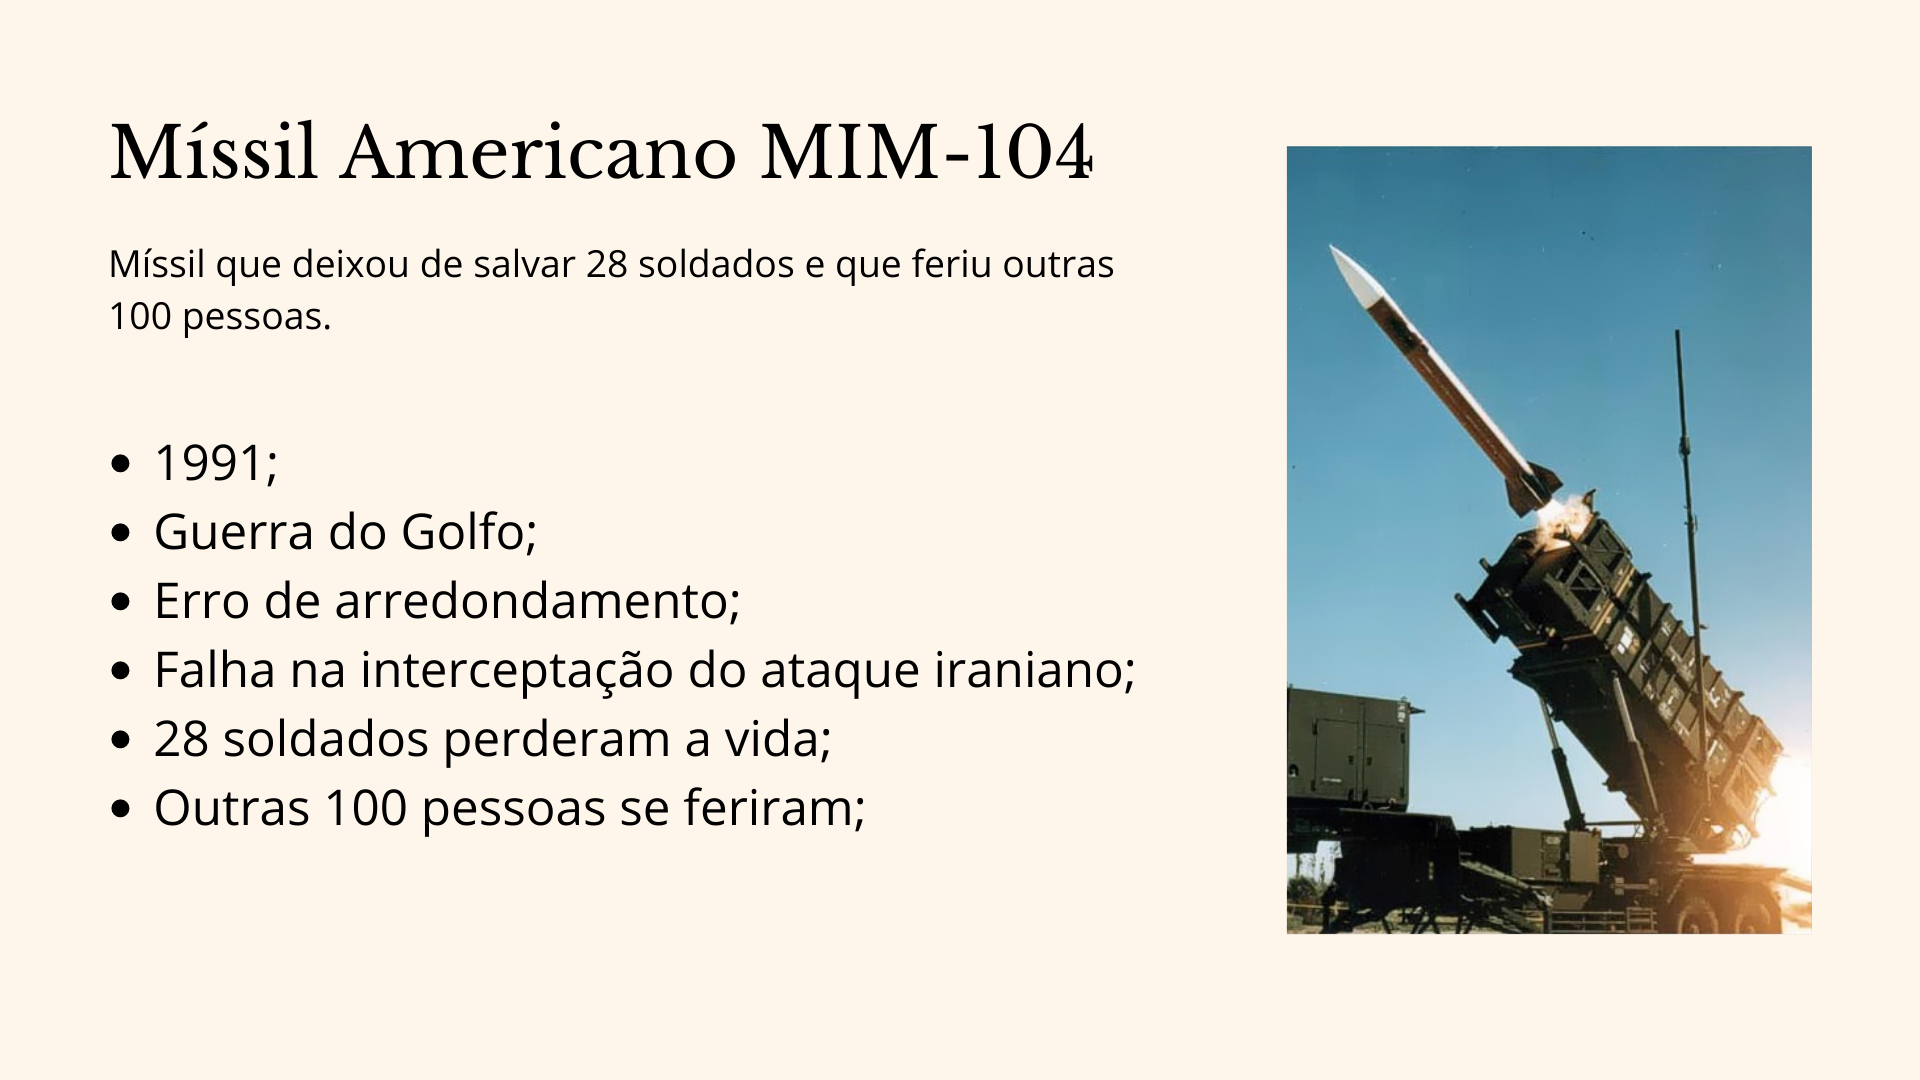 Míssil Americano MIM-104
Míssil que deixou de salvar 28 soldados e que feriu outras
100 pessoas.
• 1991;
• Guerra do Golfo;
• Erro de arredondamento;
• Falha na interceptação do ataque iraniano;
• 28 soldados perderam a vida;
• Outras 100 pessoas se feriram;